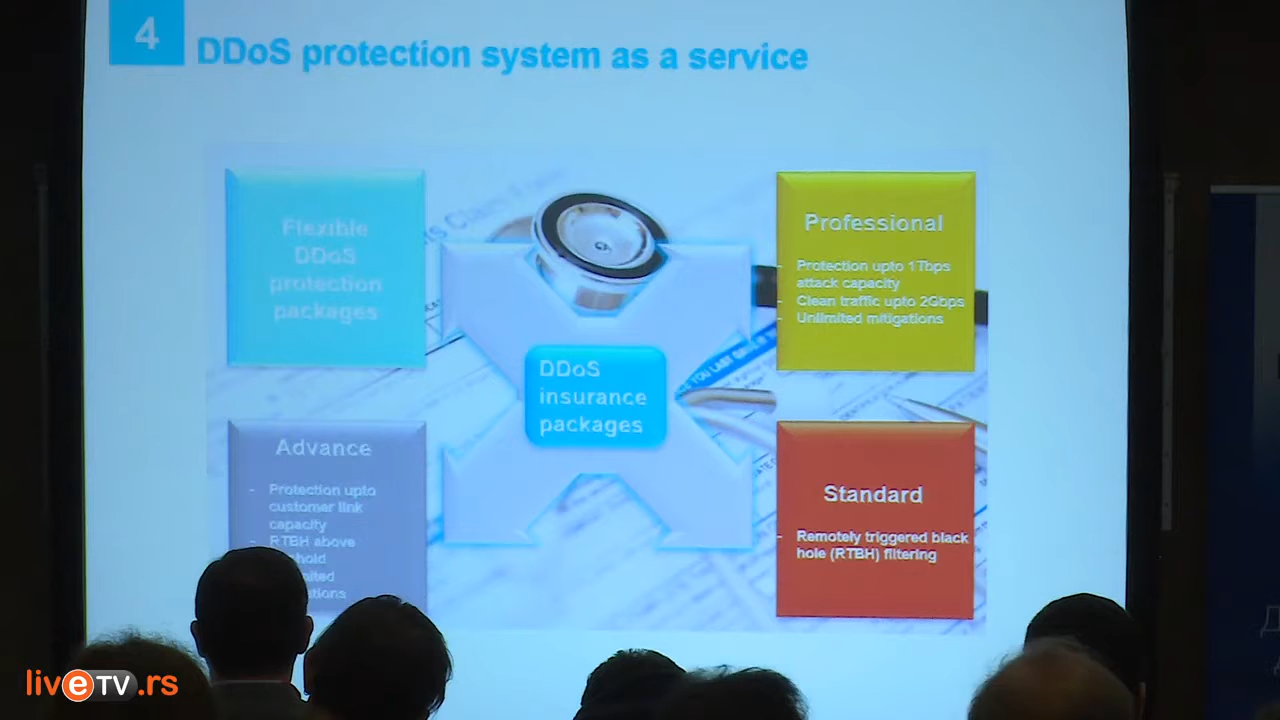 4
DDoS protection system as a service
Flexible
DDoS
protection
packages
Professional
- Protection upto 1Tbps
attack capacity
- Clean traffic upto 2Gbps
- Unlimited mitigations
DDoS
insurance
packages
Advance
- Protection upto
customer link
capacity
- RTBH above
Standard
- Remotely triggered black
hole (RTBH) filtering
liveTV.rs